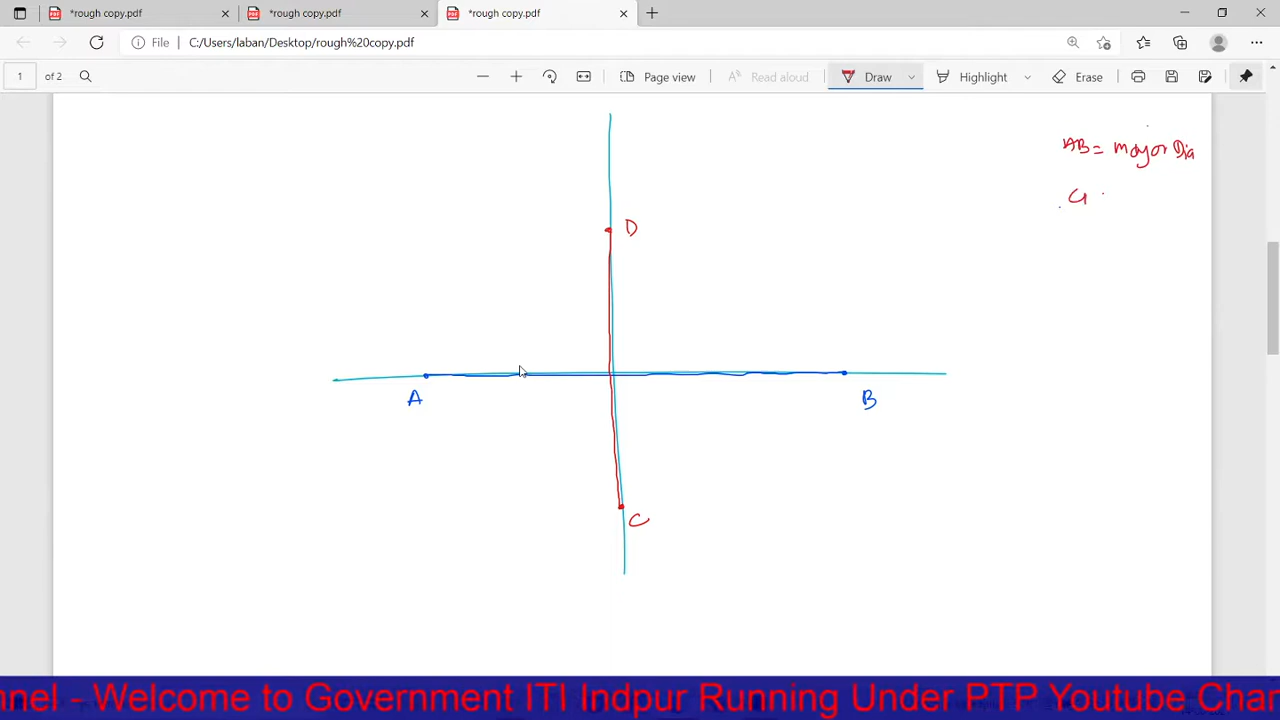 *rough copy.pdf *rough copy.pdf *rough copy.pdf
File C:/Users/laban/Desktop/rough%20copy.pdf
1 of 2 Page view Read aloud Draw Highlight Erase
AB = major Dia
D
A
B
C
nnel - Welcome to Government ITI Indpur Running Under PTP Youtube Chan